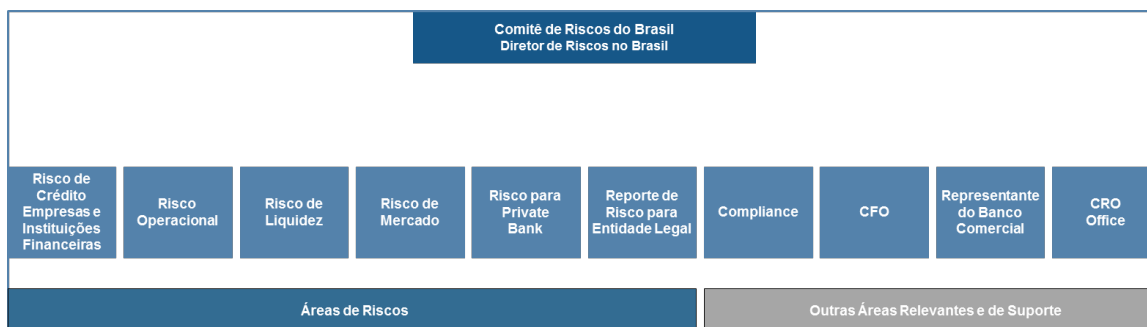 Comitê de Riscos do Brasil
Diretor de Riscos no Brasil
Risco de
Crédito
Empresas e
Instituições
Financeiras
Risco
Operacional
Risco de
Liquidez
Risco de
Mercado
Risco para
Private
Bank
Reporte de
Risco para
Entidade Legal
Compliance
CFO
Representante
do Banco
Comercial
CRO
Office
Áreas de Riscos
Outras Áreas Relevantes e de Suporte